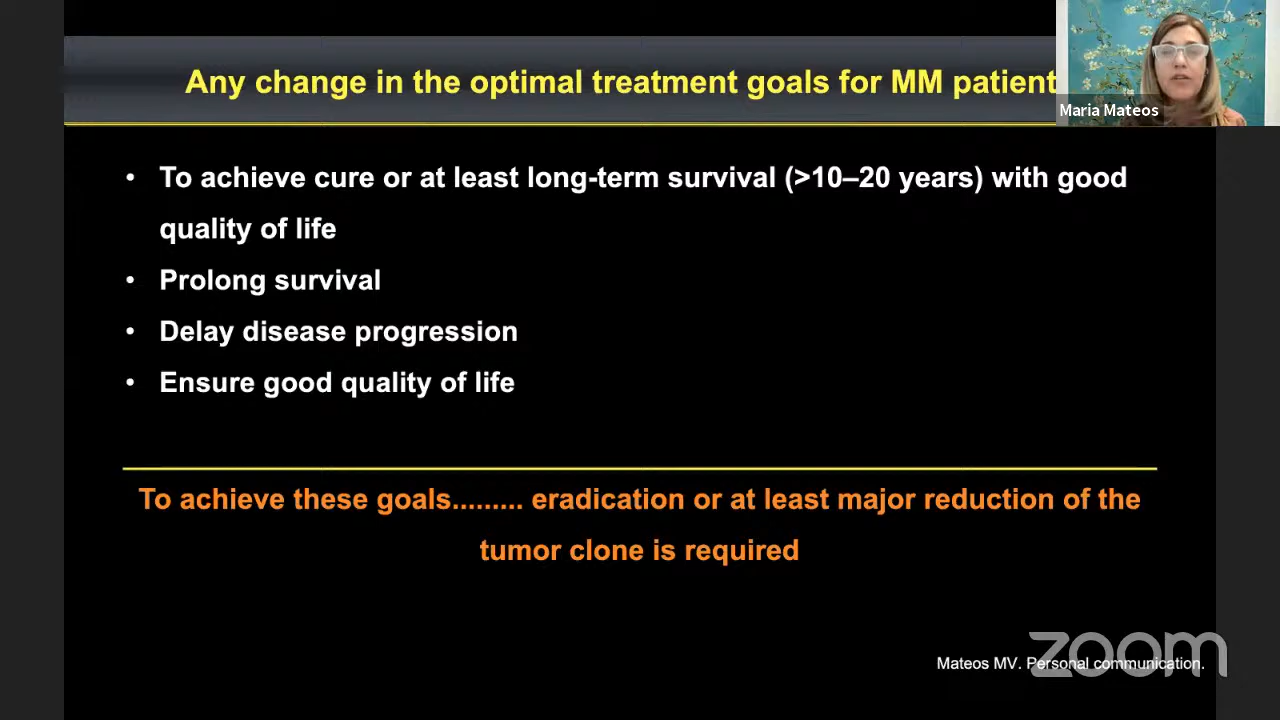 Any change in the optimal treatment goals for MM patient
Maria Mateos
• To achieve cure or at least long-term survival (>10–20 years) with good
quality of life
• Prolong survival
• Delay disease progression
• Ensure good quality of life
To achieve these goals......... eradication or at least major reduction of the
tumor clone is required
zoom
Mateos MV. Personal communication.